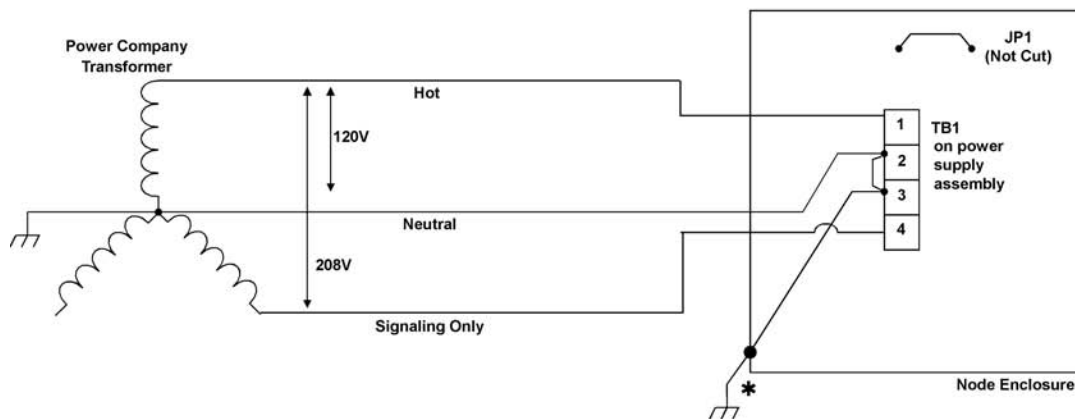 Power Company
Transformer
Hot
120V
Neutral
208V
Signaling Only
JP1
(Not Cut)
1
2
3
4
TB1
on power
supply
assembly
*
Node Enclosure